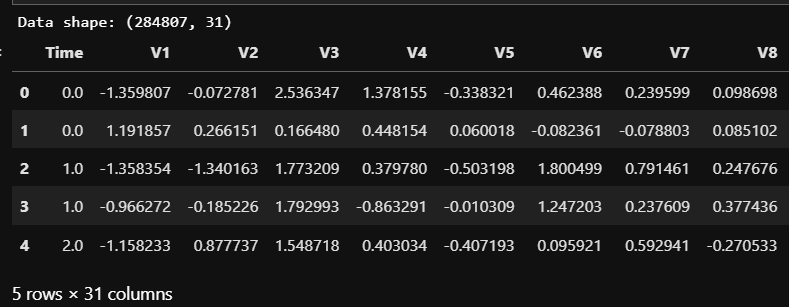 Data shape: (284807, 31)
Time V1 V2 V3 V4 V5 V6 V7 V8
0 0.0 -1.359807 -0.072781 2.536347 1.378155 -0.338321 0.462388 0.239599 0.098698
1 0.0 1.191857 0.266151 0.166480 0.448154 0.060018 -0.082361 -0.078803 0.085102
2 1.0 -1.358354 -1.340163 1.773209 0.379780 -0.503198 1.800499 0.791461 0.247676
3 1.0 -0.966272 -0.185226 1.792993 -0.863291 -0.010309 1.247203 0.237609 0.377436
4 2.0 -1.158233 0.877737 1.548718 0.403034 -0.407193 0.095921 0.592941 -0.270533
5 rows × 31 columns